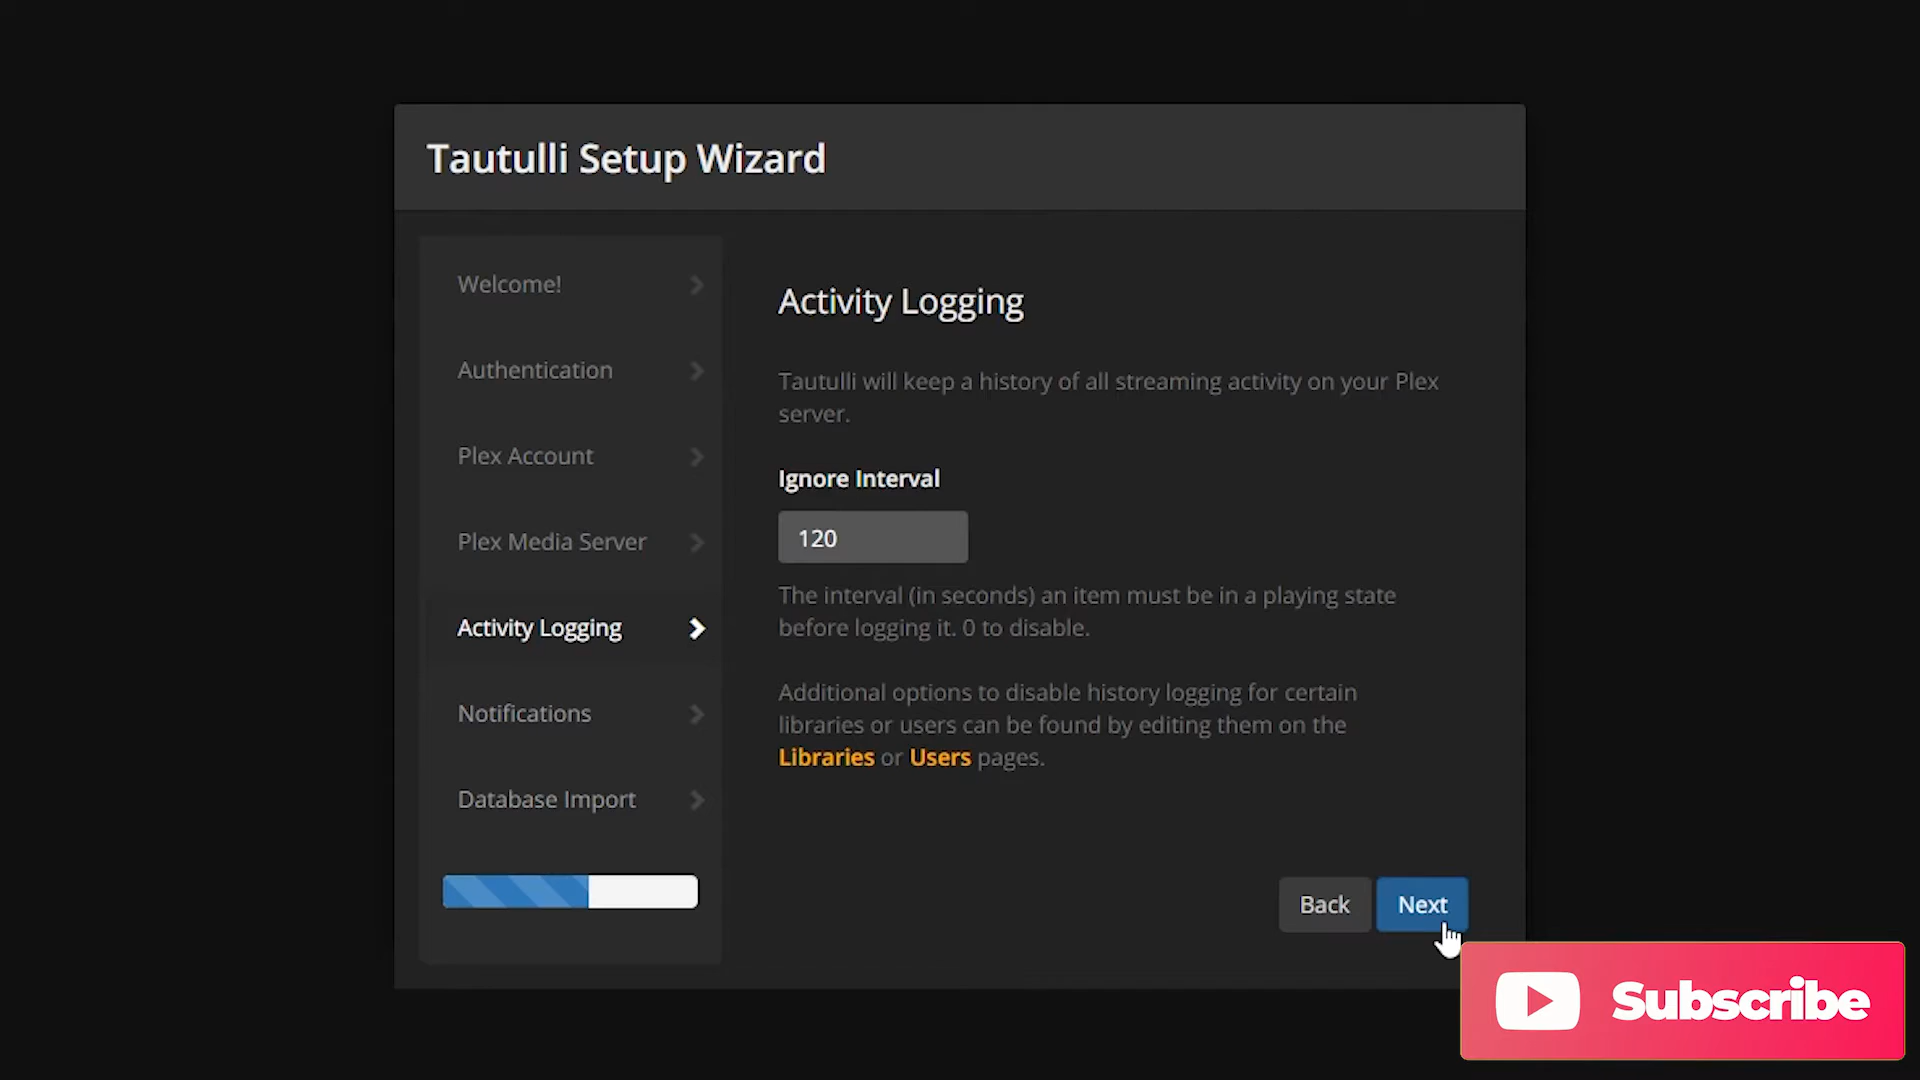 Tautulli Setup Wizard
Welcome!
Authentication
Plex Account
Plex Media Server
Activity Logging
Notifications
Database Import
Activity Logging
Tautulli will keep a history of all streaming activity on your Plex
server.
Ignore Interval
120
The interval (in seconds) an item must be in a playing state
before logging it. 0 to disable.
Additional options to disable history logging for certain
libraries or users can be found by editing them on the
Libraries or Users pages.
Back
Next
Subscribe